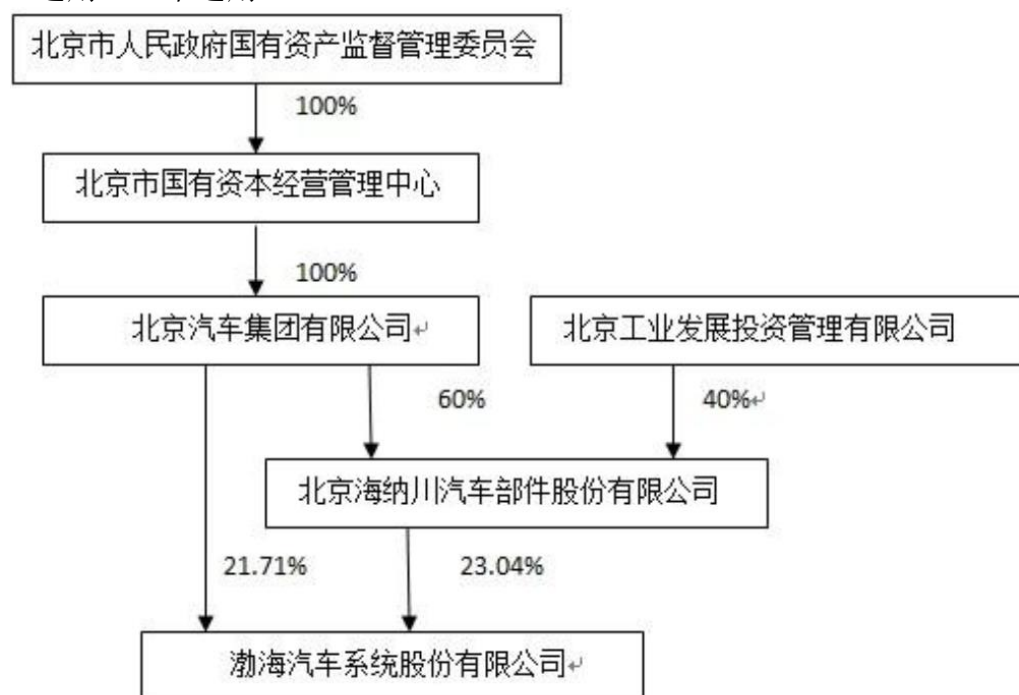 北京市人民政府国有资产监督管理委员会
100%
北京市国有资本经营管理中心
100%
北京汽车集团有限公司↵
北京工业发展投资管理有限公司
60%
40%↵
北京海纳川汽车部件股份有限公司
21.71%
23.04%
渤海汽车系统股份有限公司↵